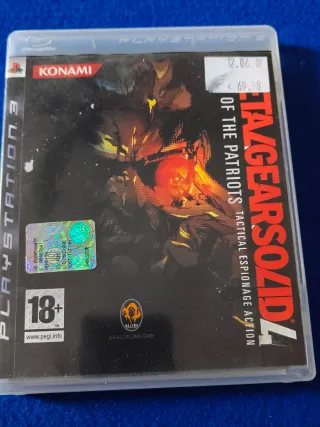 PLAYSTATION 3
PLAYSTATION 3
KONAMI
12.06.0
€ 69.98
ETAL GEAR SOLID 4
OF THE PATRIOTS
TACTICAL ESPIONAGE ACTION
18+
www.pegi.info